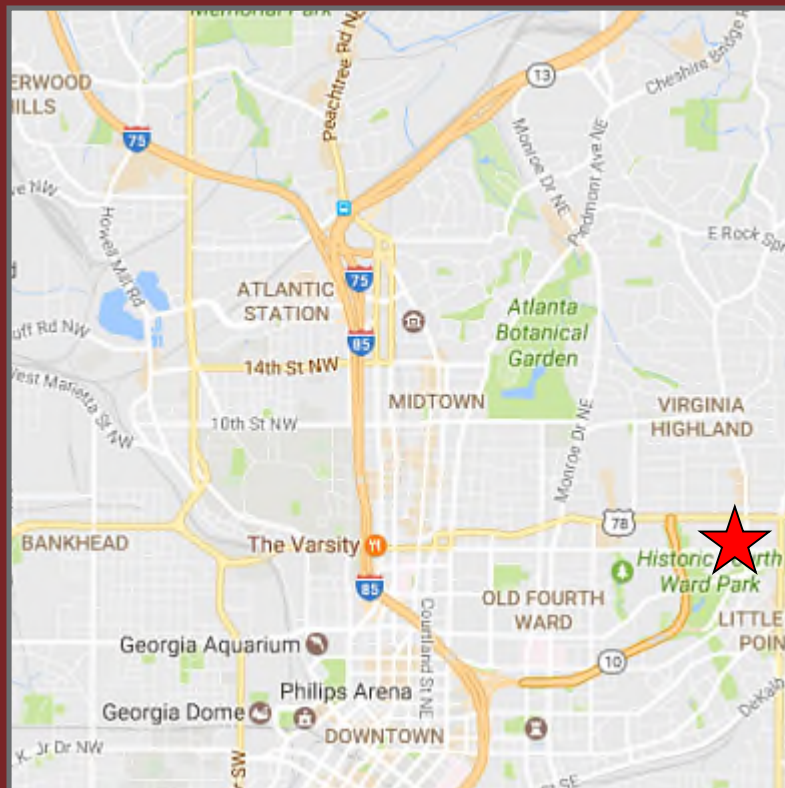 Memorial Park
Peachtree Rd NW
13
Cheshire Bridge R
ERWOOD
HILLS
75
Monroe Dr NE
Piedmont Ave NE
ve NW
Howell Mill Rd
E Rock Spr
ATLANTIC
STATION
75
Atlanta
Botanical
Garden
uff Rd NW
85
14th St NW
West Marietta St NW
MIDTOWN
VIRGINIA
HIGHLAND
10th St NW
Monroe Dr NE
78
BANKHEAD
The Varsity
Historic Fourth
Ward Park
85
OLD FOURTH
WARD
Courtland St NE
LITTLE
POIN
Georgia Aquarium
10
Philips Arena
DeKalb
Georgia Dome
DOWNTOWN
K. Jr Dr NW
r SW
St SE